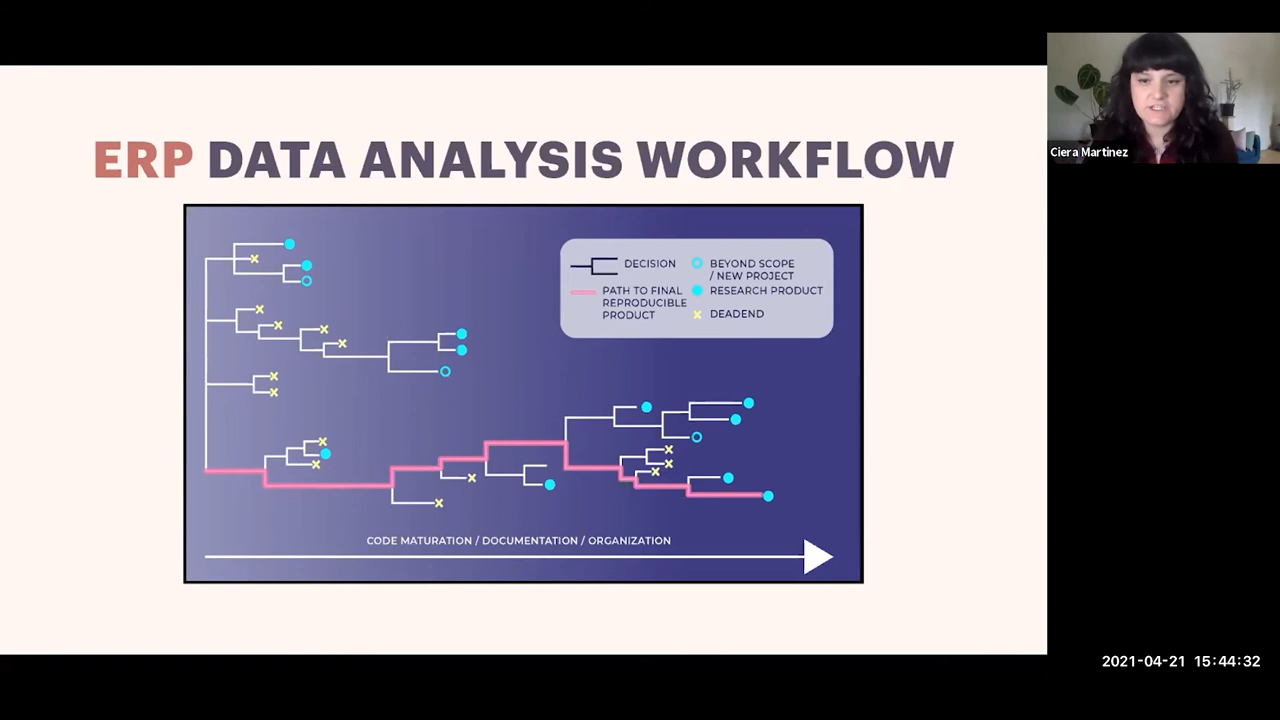 ERP DATA ANALYSIS WORKFLOW
Ciera Martinez
DECISION
PATH TO FINAL
REPRODUCIBLE
PRODUCT
BEYOND SCOPE
/ NEW PROJECT
RESEARCH PRODUCT
DEADEND
CODE MATURATION / DOCUMENTATION / ORGANIZATION
2021-04-21 15:44:32